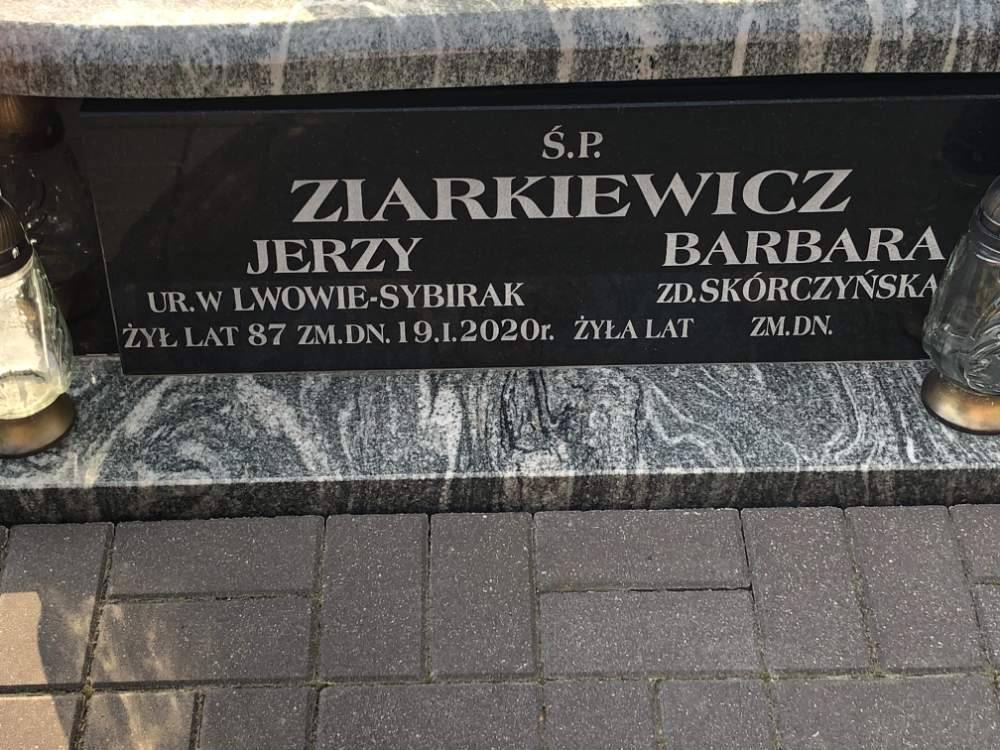 Ś.P.
ZIARKIEWICZ
JERZY BARBARA
UR.W LWOWIE-SYBIRAK ZD.SKÓRCZYŃSKA
ŻYŁ LAT 87 ZM.DN. 19.I.2020r. ŻYŁA LAT ZM.DN.